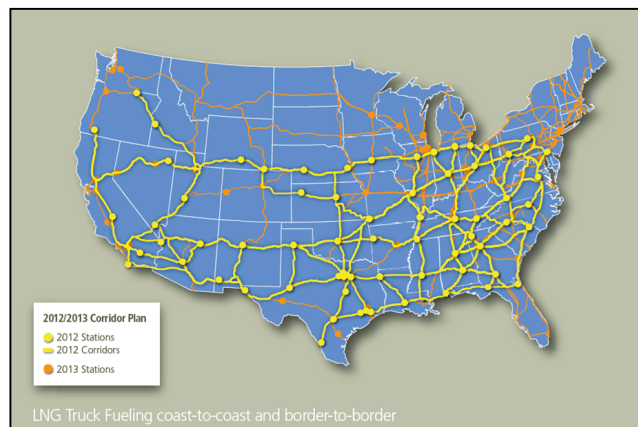 2012/2013 Corridor Plan
2012 Stations
2012 Corridors
2013 Stations
LNG Truck Fueling coast-to-coast and border-to-border